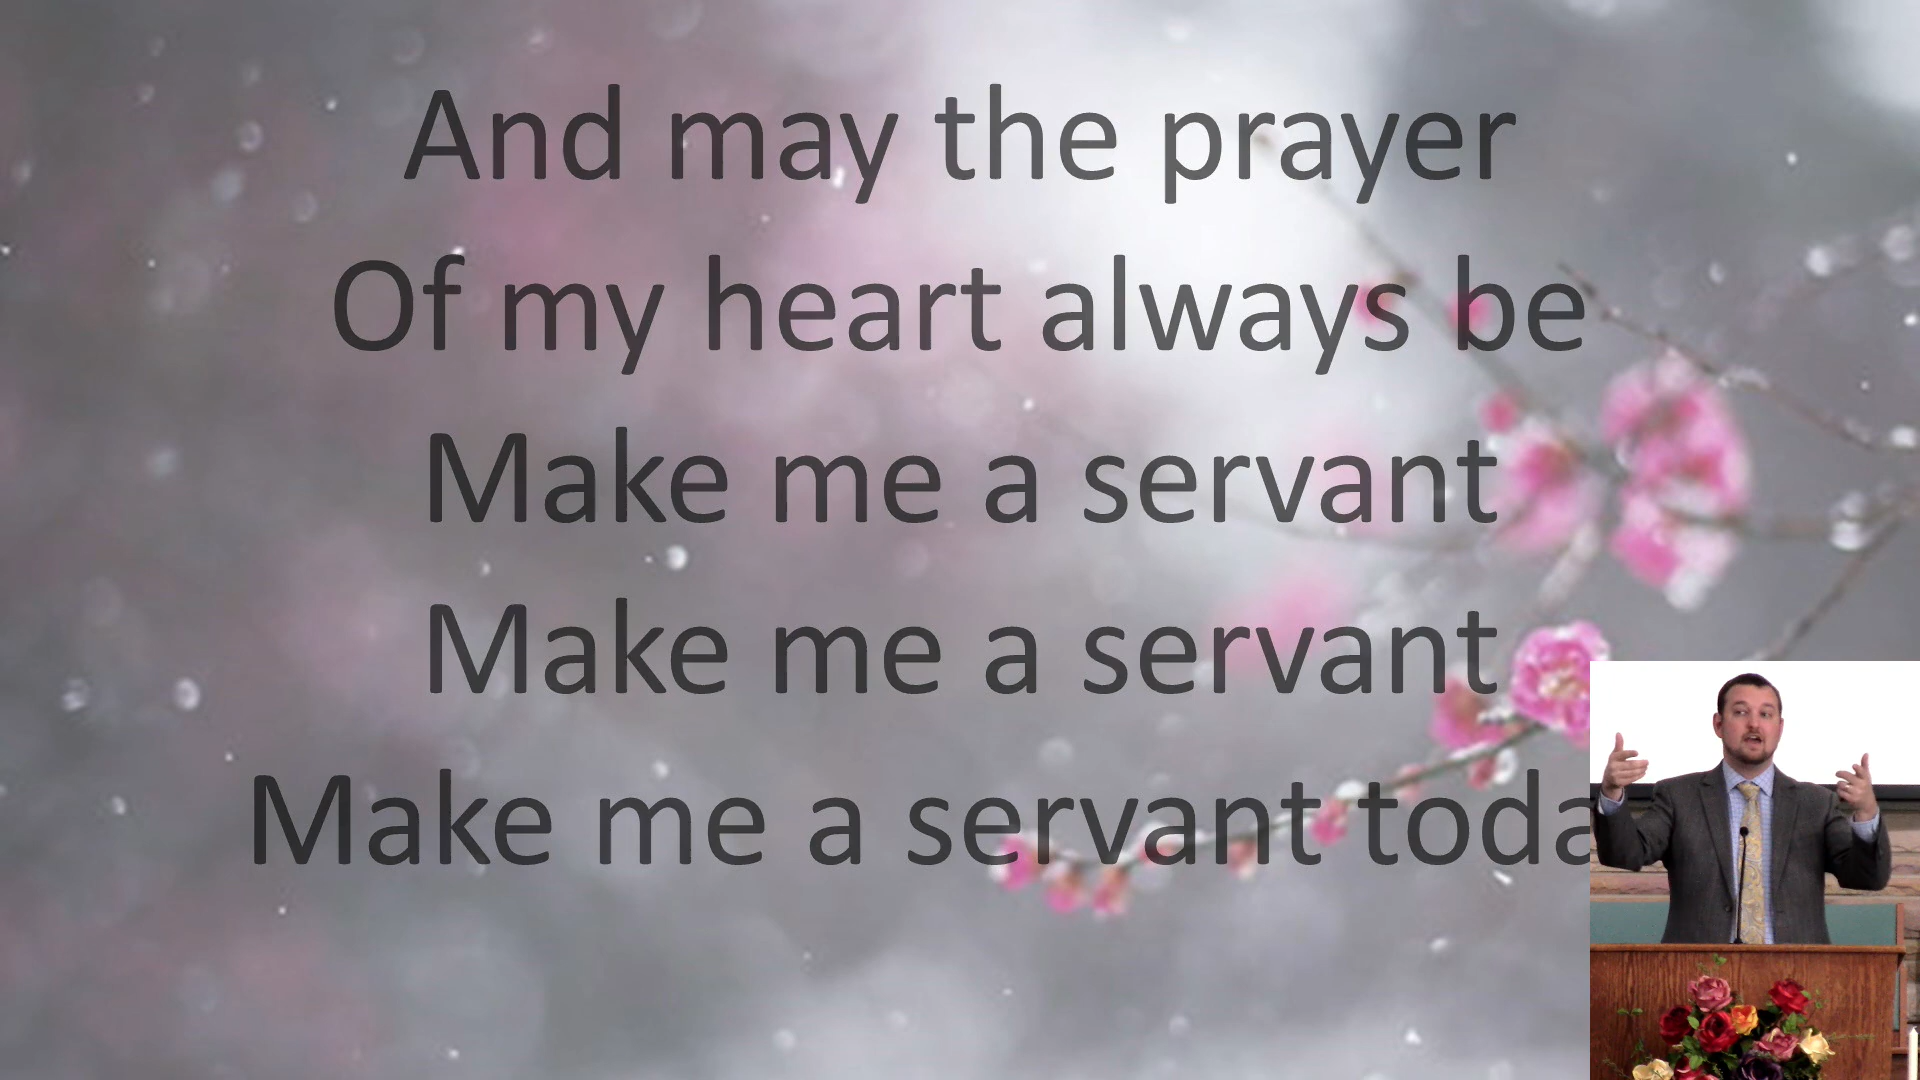 And may the prayer
Of my heart always be
Make me a servant
Make me a servant
Make me a servant toda